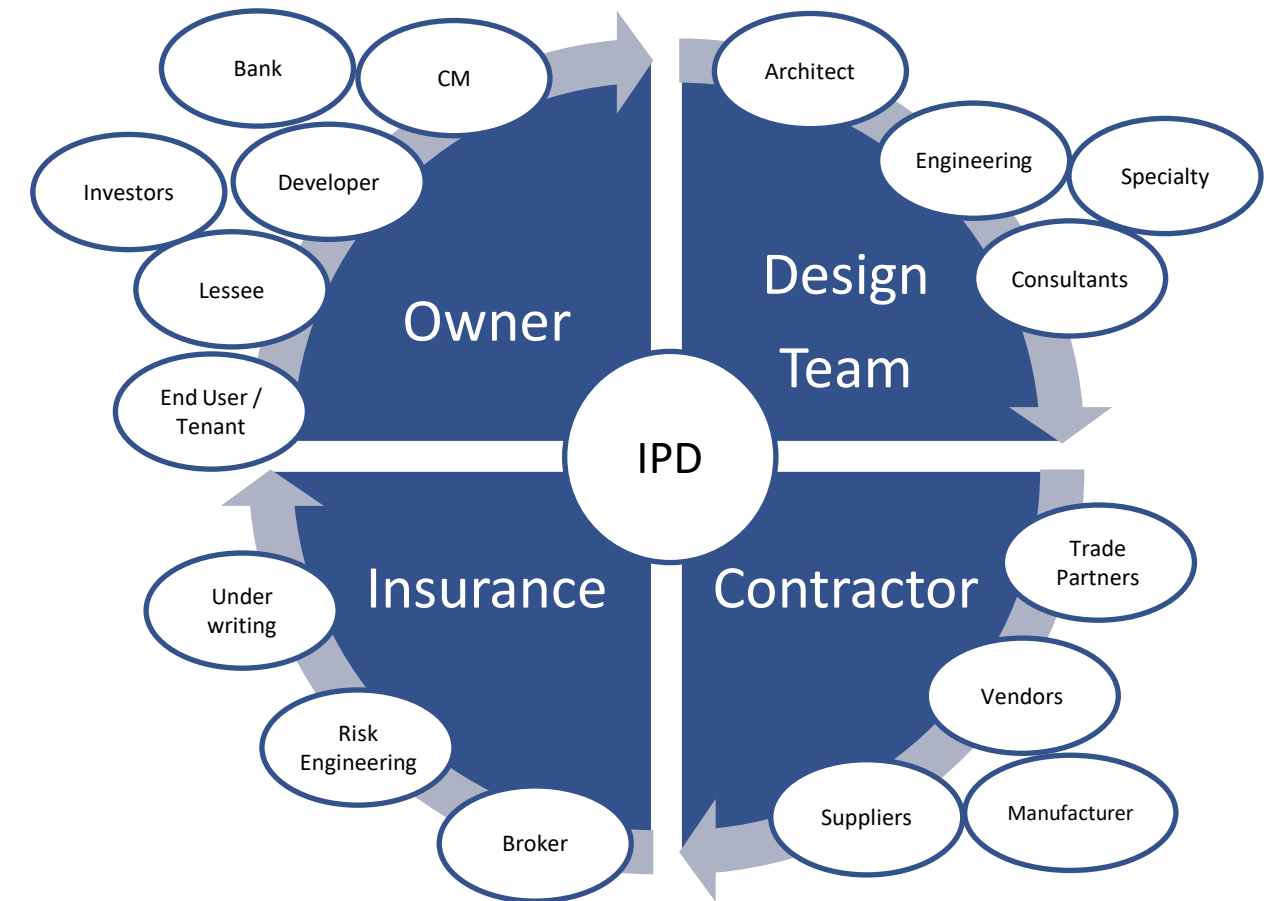 Bank
CM
Investors
Developer
Lessee
End User /
Tenant
Owner
Architect
Engineering
Specialty
Consultants
Design
Team
IPD
Insurance
Under
writing
Risk
Engineering
Broker
Contractor
Trade
Partners
Vendors
Suppliers
Manufacturer